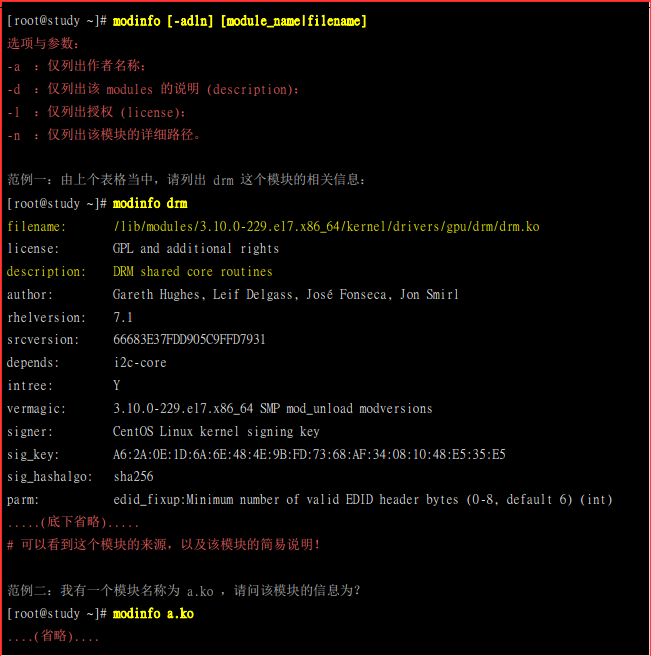 [root@study ~]# modinfo [-adln] [module_name|filename]
选项与参数：
-a  ：仅列出作者名称；
-d  ：仅列出该 modules 的说明 (description)；
-l  ：仅列出授权 (license)；
-n  ：仅列出该模块的详细路径。
范例一：由上个表格当中，请列出 drm 这个模块的相关信息：
[root@study ~]# modinfo drm
filename:       /lib/modules/3.10.0-229.el7.x86_64/kernel/drivers/gpu/drm/drm.ko
license:        GPL and additional rights
description:    DRM shared core routines
author:         Gareth Hughes, Leif Delgass, José Fonseca, Jon Smirl
rhelversion:    7.1
srcversion:     66683E37FDD905C9FFD7931
depends:        i2c-core
intree:         Y
vermagic:       3.10.0-229.el7.x86_64 SMP mod_unload modversions
signer:         CentOS Linux kernel signing key
sig_key:        A6:2A:0E:1D:6A:6E:48:4E:9B:FD:73:68:AF:34:08:10:48:E5:35:E5
sig_hashalgo:   sha256
parm:           edid_fixup:Minimum number of valid EDID header bytes (0-8, default 6) (int)
.....(底下省略).....
# 可以看到这个模块的来源，以及该模块的简易说明！
范例二：我有一个模块名称为 a.ko ，请问该模块的信息为？
[root@study ~]# modinfo a.ko
....(省略)....